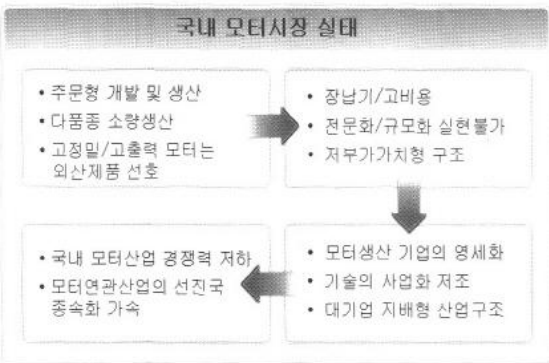 국내 모터시장 실태
• 주문형 개발 및 생산
• 다품종 소량생산
• 고정밀/고출력 모터는
외산제품 선호
• 장납기/고비용
• 전문화/규모화 실현불가
• 저부가가치형 구조
• 모터생산 기업의 영세화
• 기술의 사업화 저조
• 대기업 지배형 산업구조
• 국내 모터산업 경쟁력 저하
• 모터연관산업의 선진국
종속화 가속